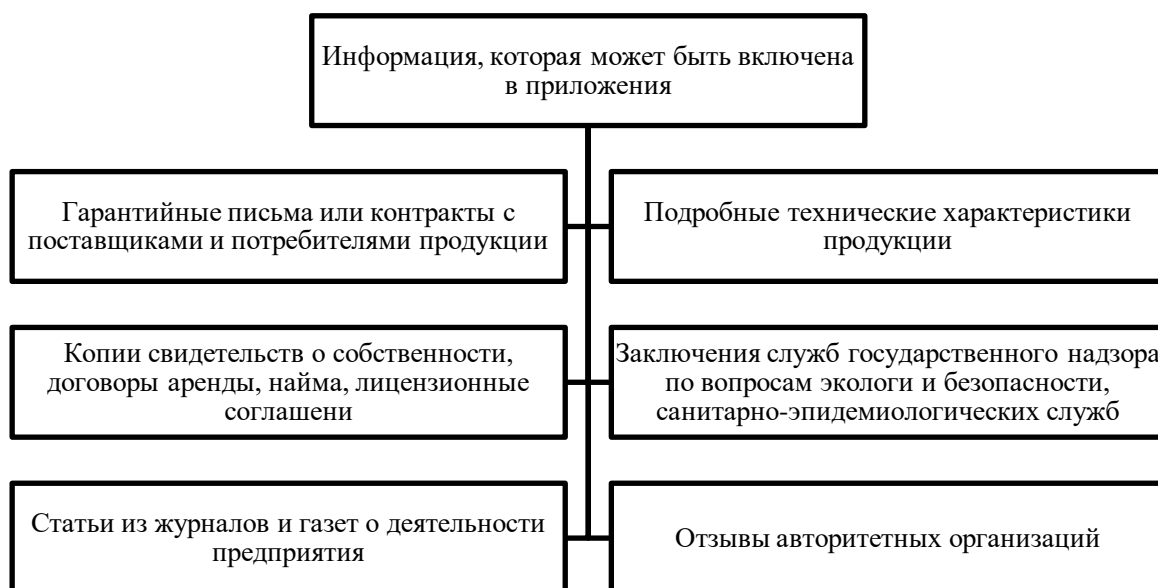 Информация, которая может быть включена
в приложения
Гарантийные письма или контракты с
поставщиками и потребителями продукции
Подробные технические характеристики
продукции
Копии свидетельств о собственности,
договоры аренды, найма, лицензионные
соглашени
Заключения служб государственного надзора
по вопросам экологи и безопасности,
санитарно-эпидемиологических служб
Статьи из журналов и газет о деятельности
предприятия
Отзывы авторитетных организаций